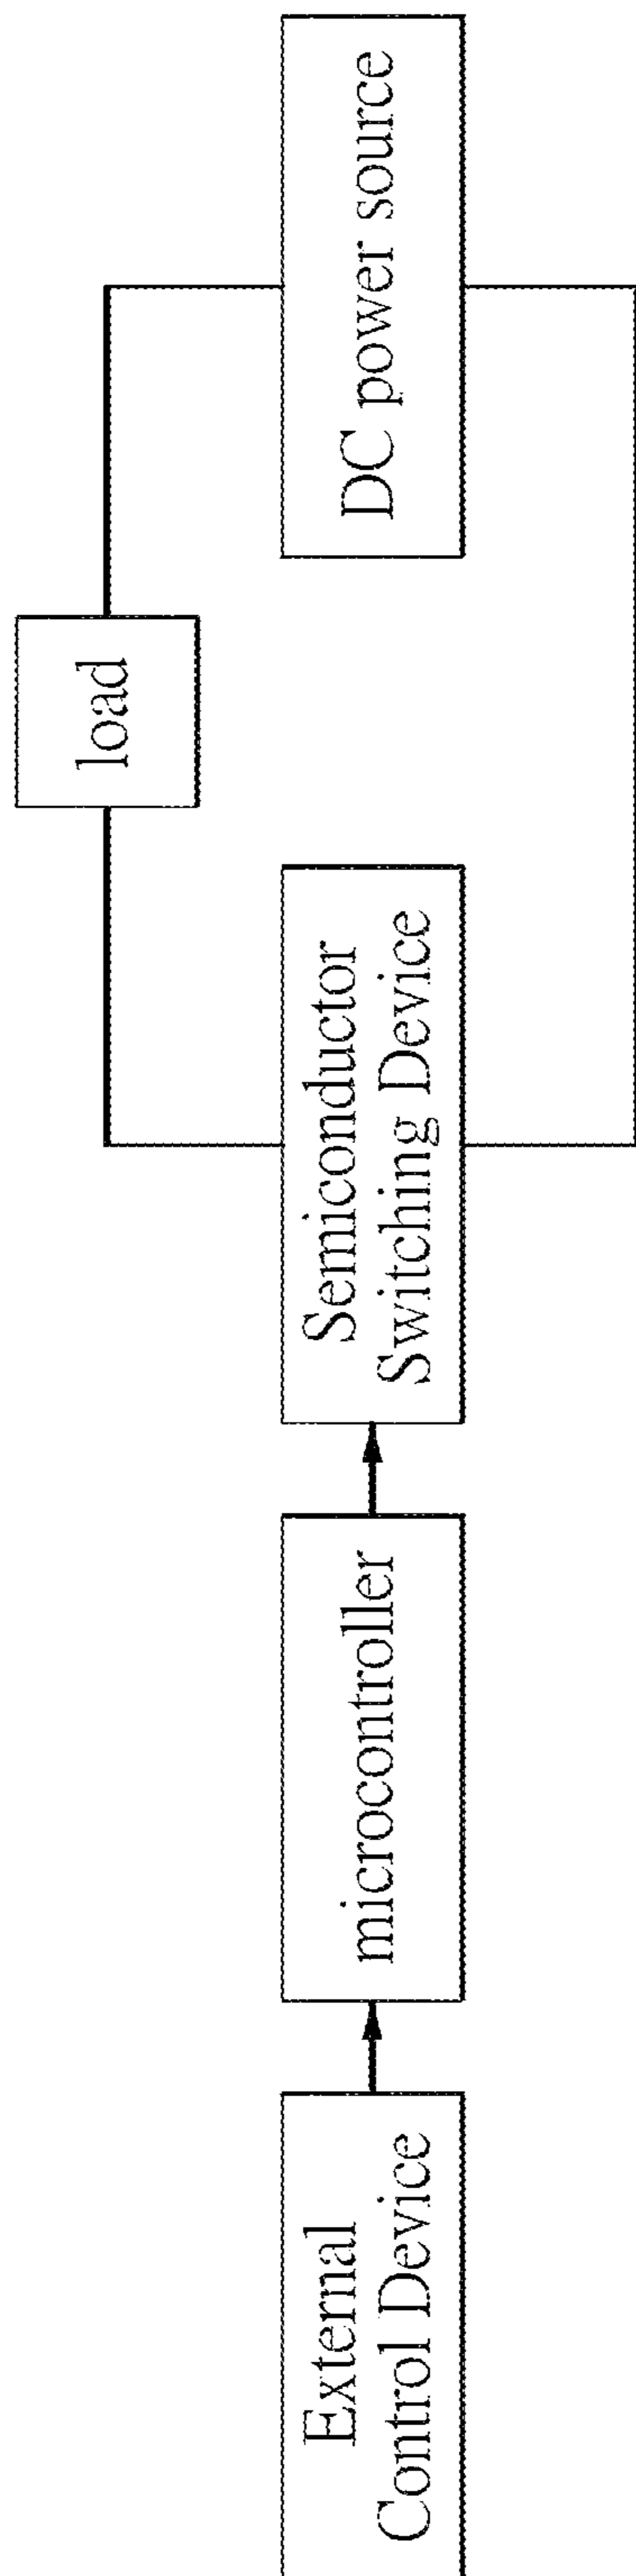 External
Control Device
microcontroller
Semiconductor
Switching Device
load
DC power source